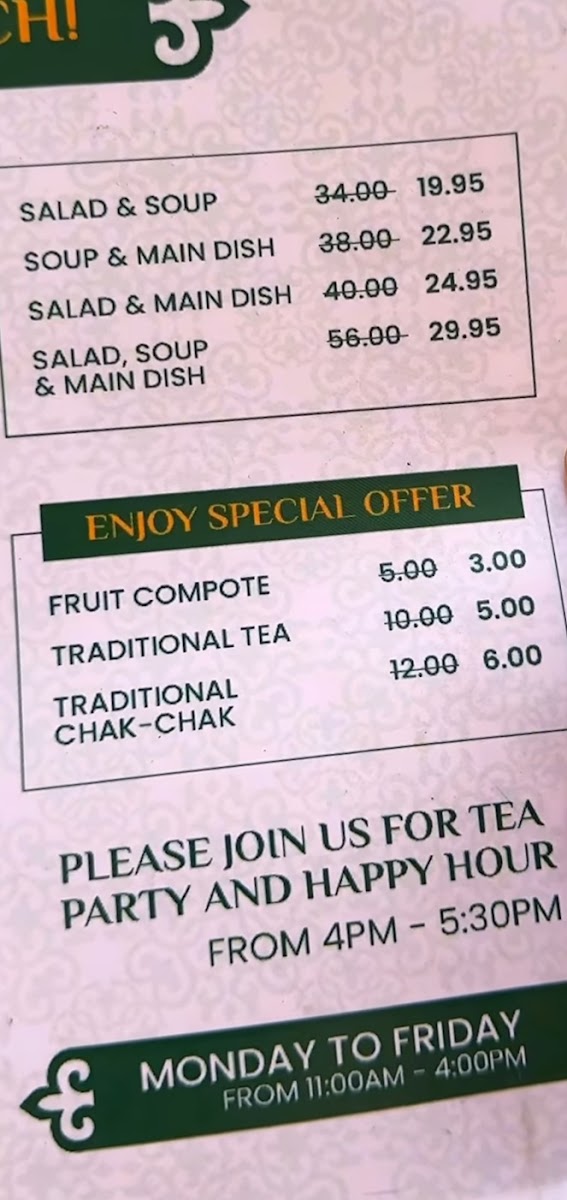 CH!
SALAD & SOUP 34.00 19.95
SOUP & MAIN DISH 38.00 22.95
SALAD & MAIN DISH 40.00 24.95
SALAD, SOUP 56.00 29.95
& MAIN DISH
ENJOY SPECIAL OFFER
FRUIT COMPOTE 5.00 3.00
TRADITIONAL TEA 10.00 5.00
TRADITIONAL 12.00 6.00
CHAK-CHAK
PLEASE JOIN US FOR TEA
PARTY AND HAPPY HOUR
FROM 4PM - 5:30PM
MONDAY TO FRIDAY
FROM 11:00AM - 4:00PM